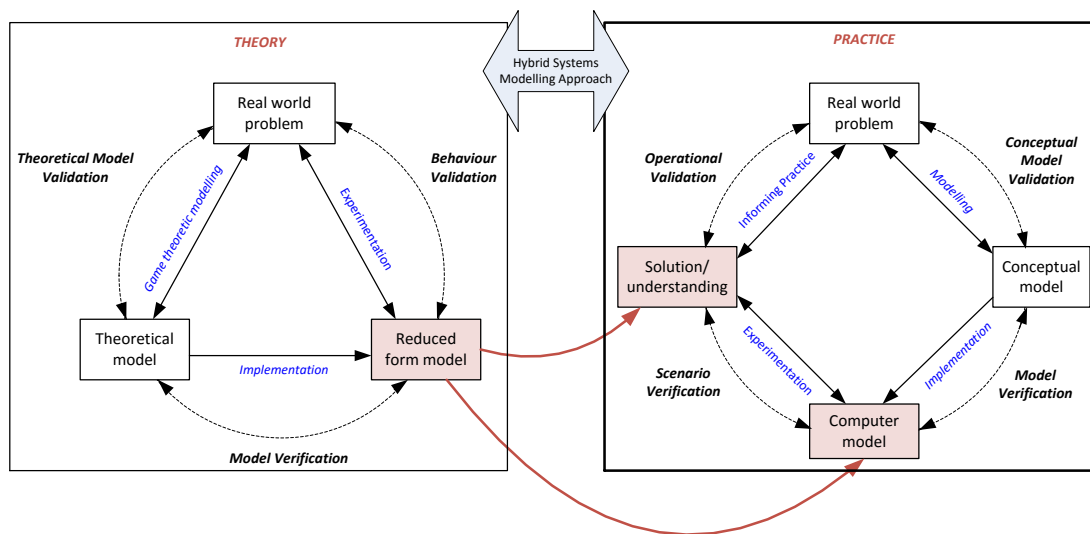 THEORY
Hybrid Systems
Modelling Approach
PRACTICE
Real world
problem
Theoretical Model
Validation
Behaviour
Validation
Game theoretic modelling
Experimentation
Theoretical
model
Implementation
Reduced
form model
Model Verification
Real world
problem
Operational
Validation
Conceptual
Model
Validation
Informing Practice
Modelling
Solution/
understanding
Conceptual
model
Experimentation
Implementation
Scenario
Verification
Model
Verification
Computer
model